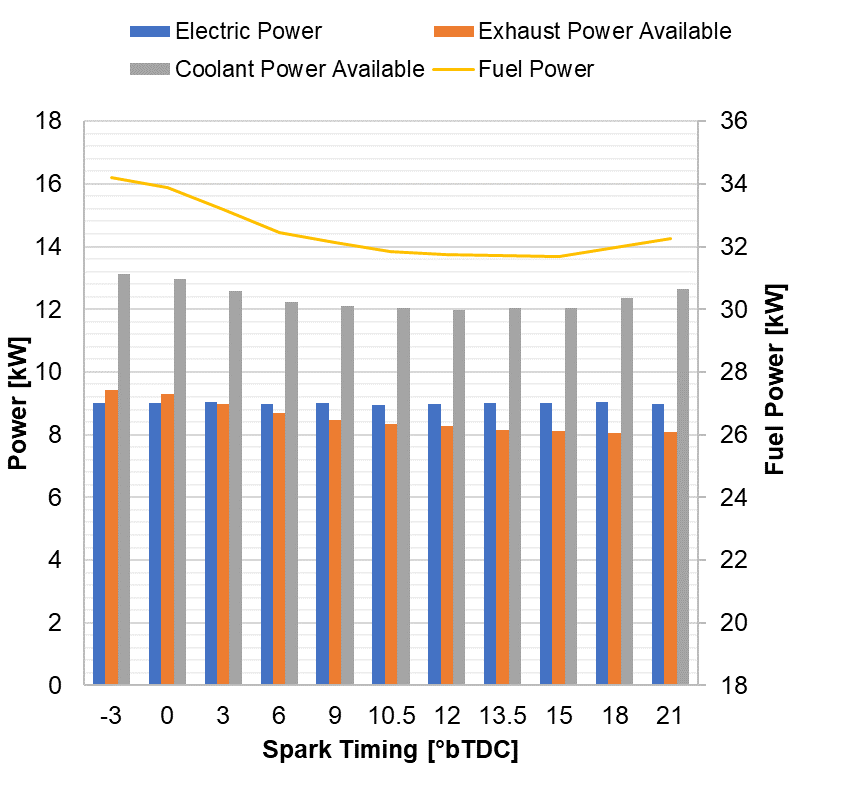 Electric Power
Exhaust Power Available
Coolant Power Available
Fuel Power
18
16
14
12
10
8
6
4
2
0
Power [kW]
36
34
32
30
28
26
24
22
20
18
Fuel Power [kW]
-3 0 3 6 9 10.5 12 13.5 15 18 21
Spark Timing [°bTDC]